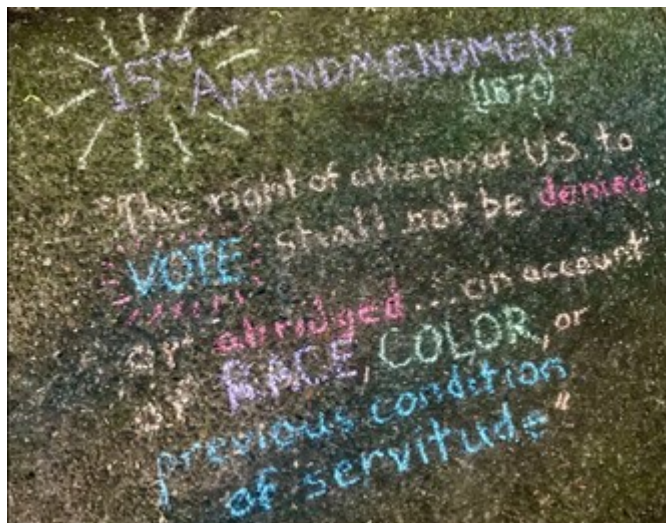 15TH AMENDMENDMENT
(1870)
"The right of citizens of U.S. to
VOTE shall not be denied
or abridged...on account
of RACE, COLOR, or
previous condition
of servitude"